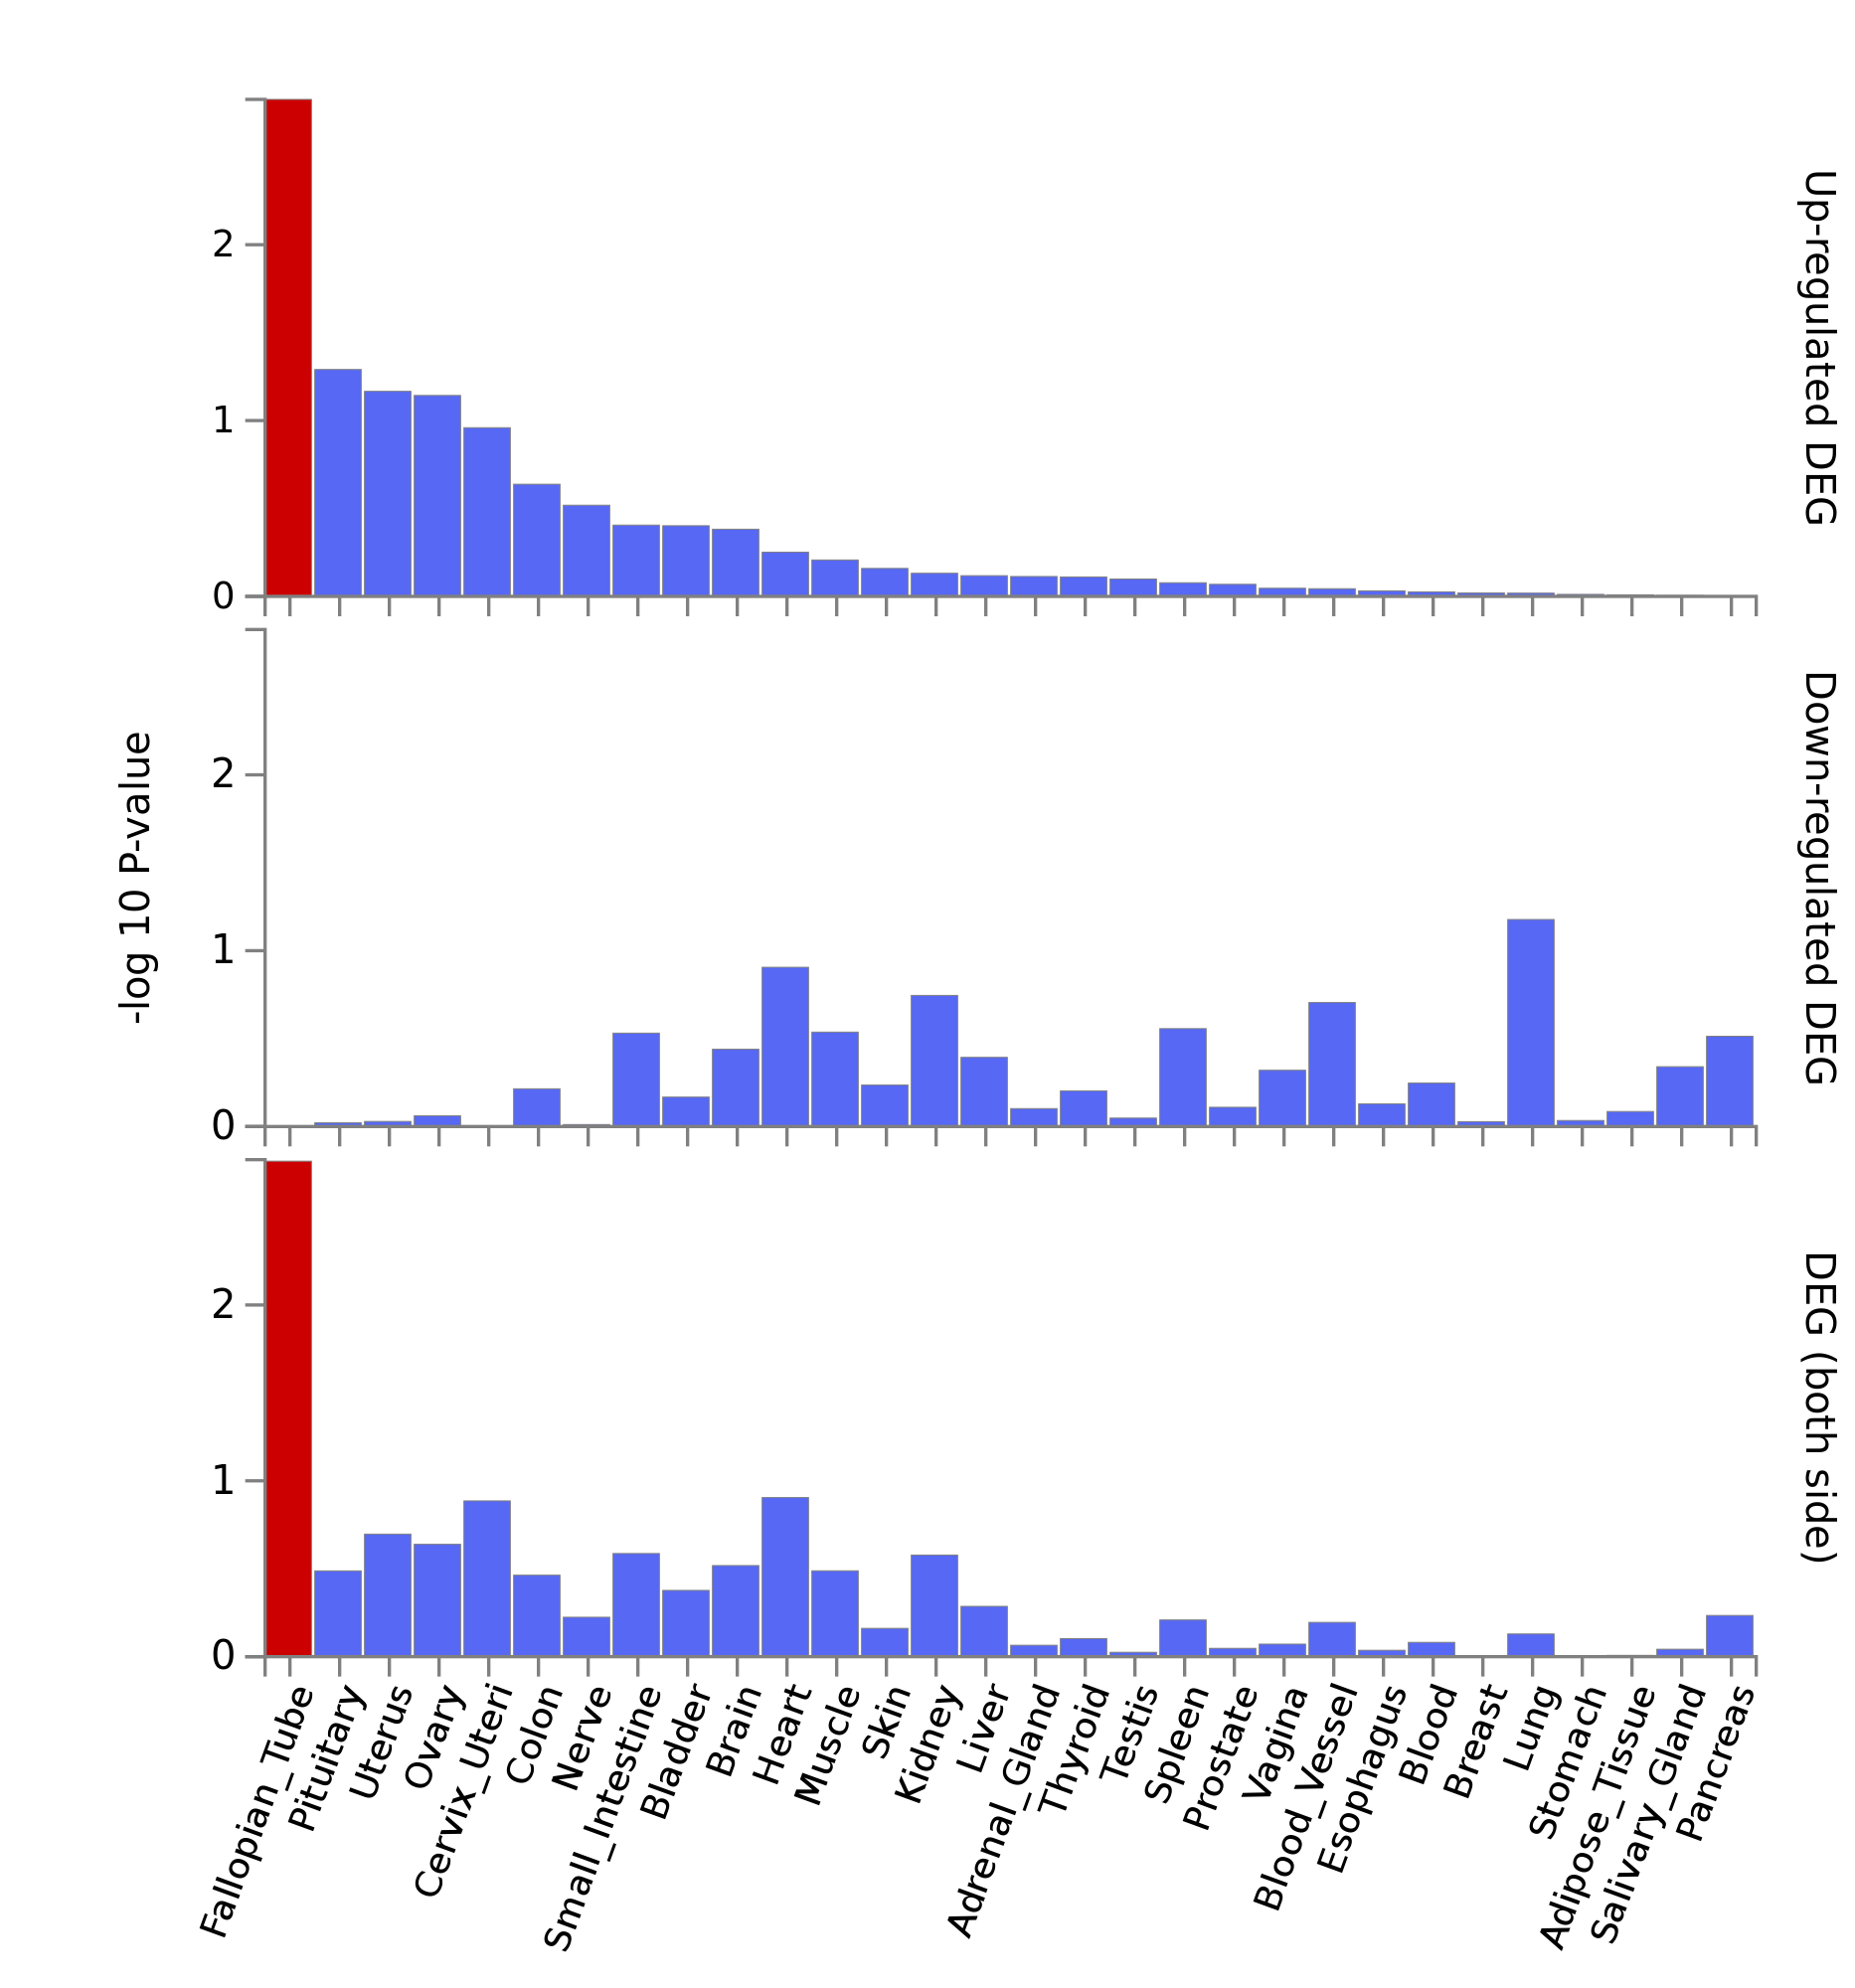 2
1
0
Up-regulated DEG
-log 10 P-value
2
1
0
Down-regulated DEG
2
1
0
DEG (both side)
Fallopian_Tube
Pituitary
Uterus
Ovary
Cervix_Uteri
Colon
Nerve
Small_Intestine
Bladder
Brain
Heart
Muscle
Skin
Kidney
Liver
Adrenal_Gland
Thyroid
Testis
Spleen
Prostate
Vagina
Blood_Vessel
Esophagus
Blood
Breast
Lung
Stomach
Adipose_Tissue
Salivary_Gland
Pancreas